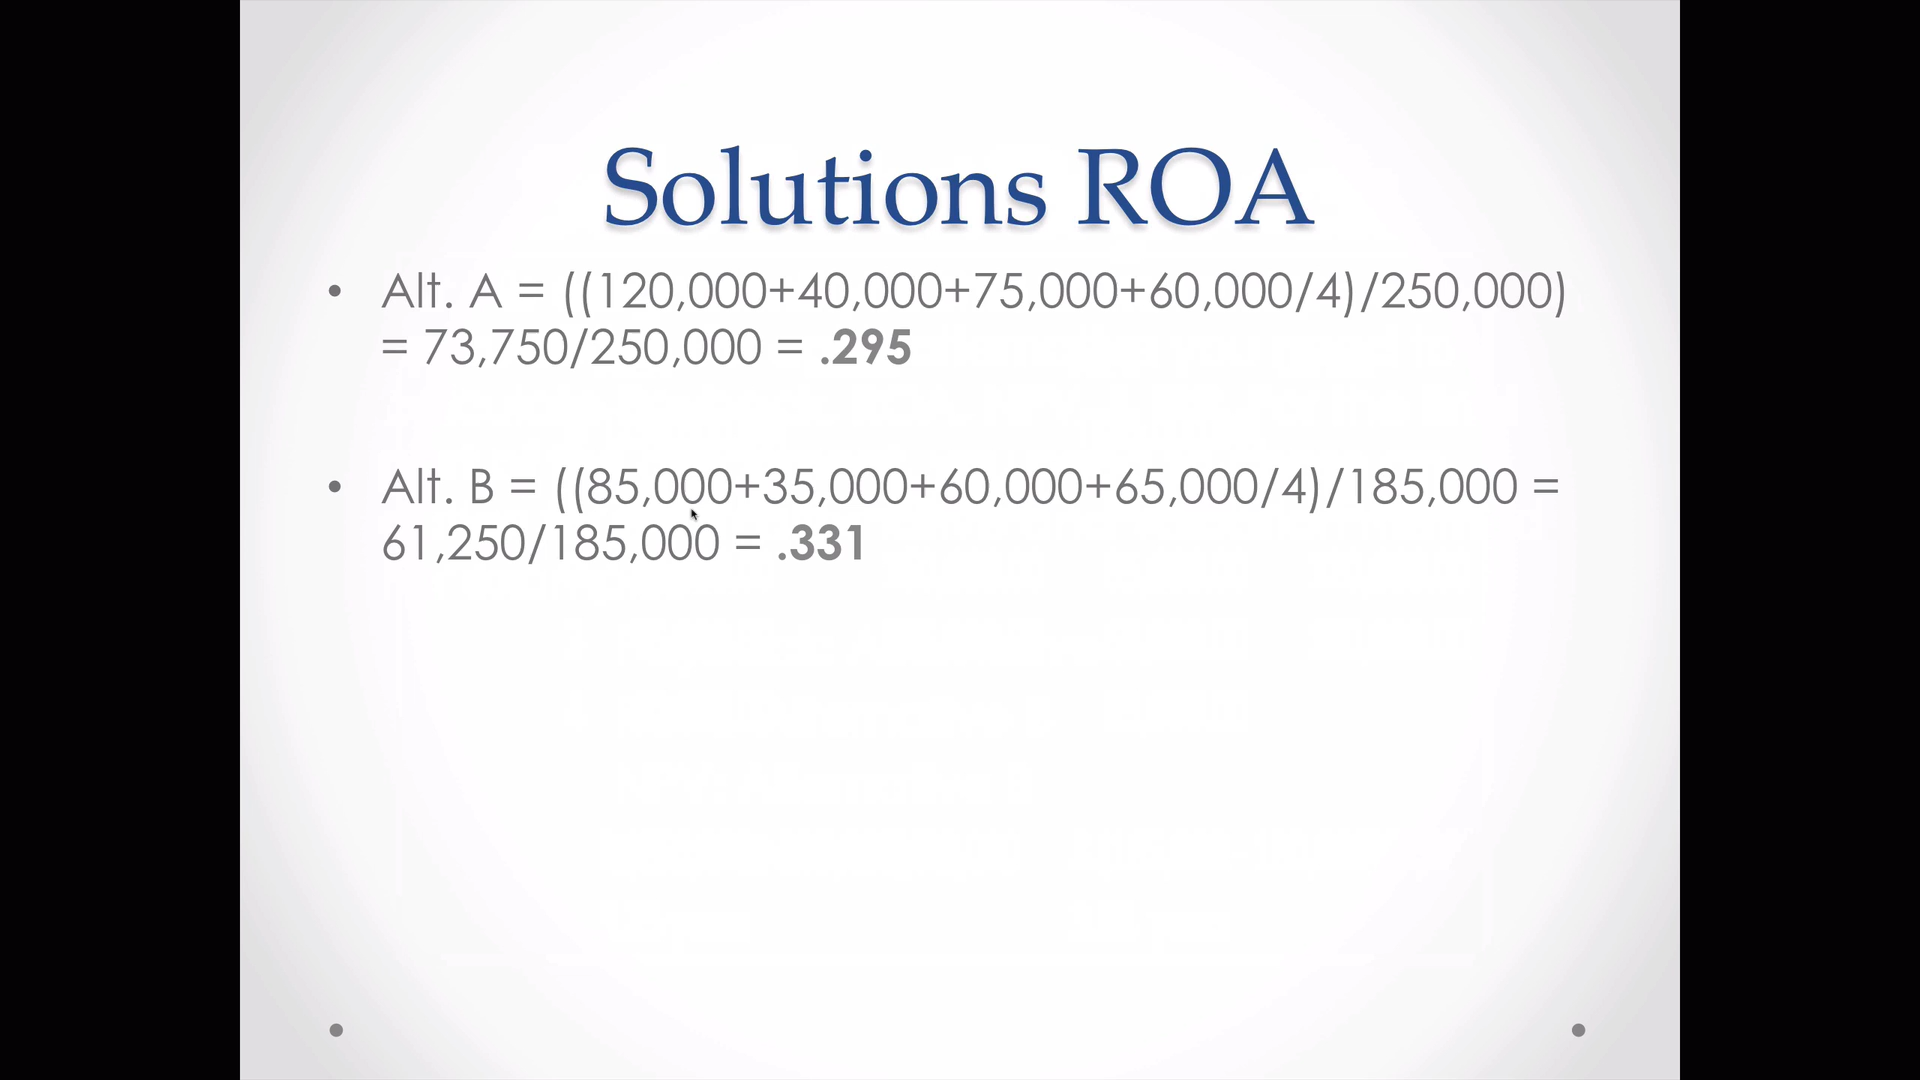 Solutions ROA
• Alt. A = ((120,000+40,000+75,000+60,000/4)/250,000)
= 73,750/250,000 = .295
• Alt. B = ((85,000+35,000+60,000+65,000/4)/185,000 =
61,250/185,000 = .331